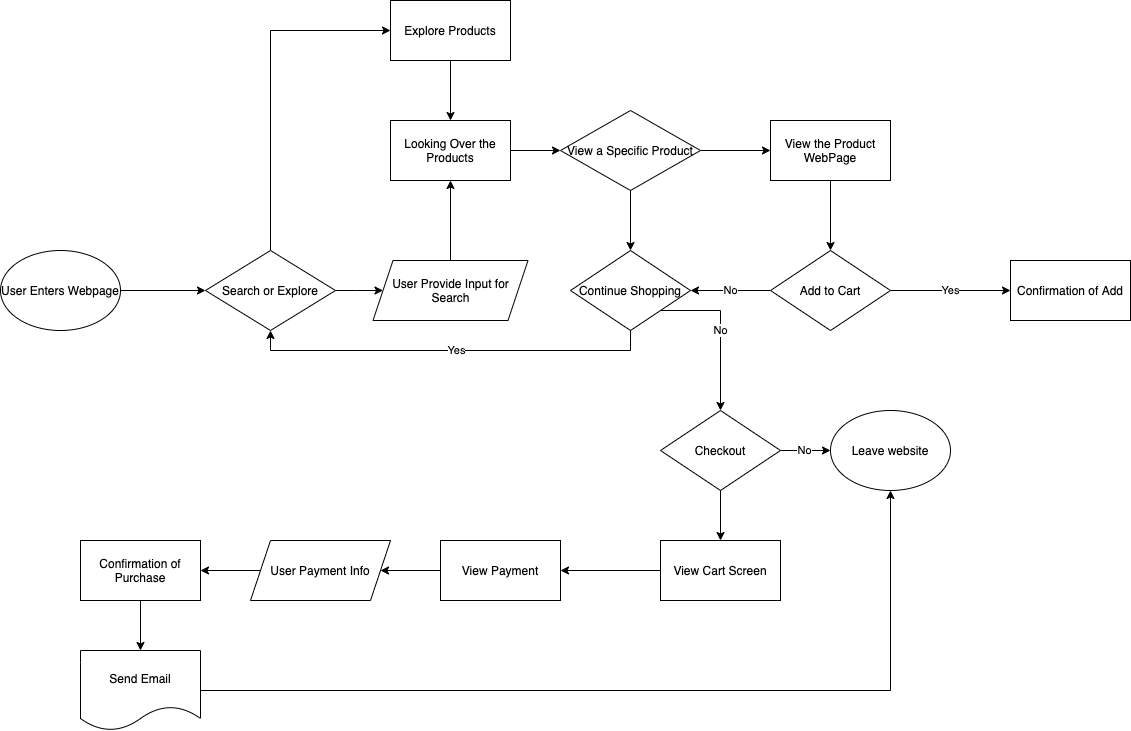 Explore Products
Looking Over the
Products
View a Specific Product
View the Product
WebPage
User Enters Webpage
Search or Explore
User Provide Input for
Search
Continue Shopping
No
Add to Cart
Yes
Confirmation of Add
No
Yes
Checkout
No
Leave website
Confirmation of
Purchase
User Payment Info
View Payment
View Cart Screen
Send Email